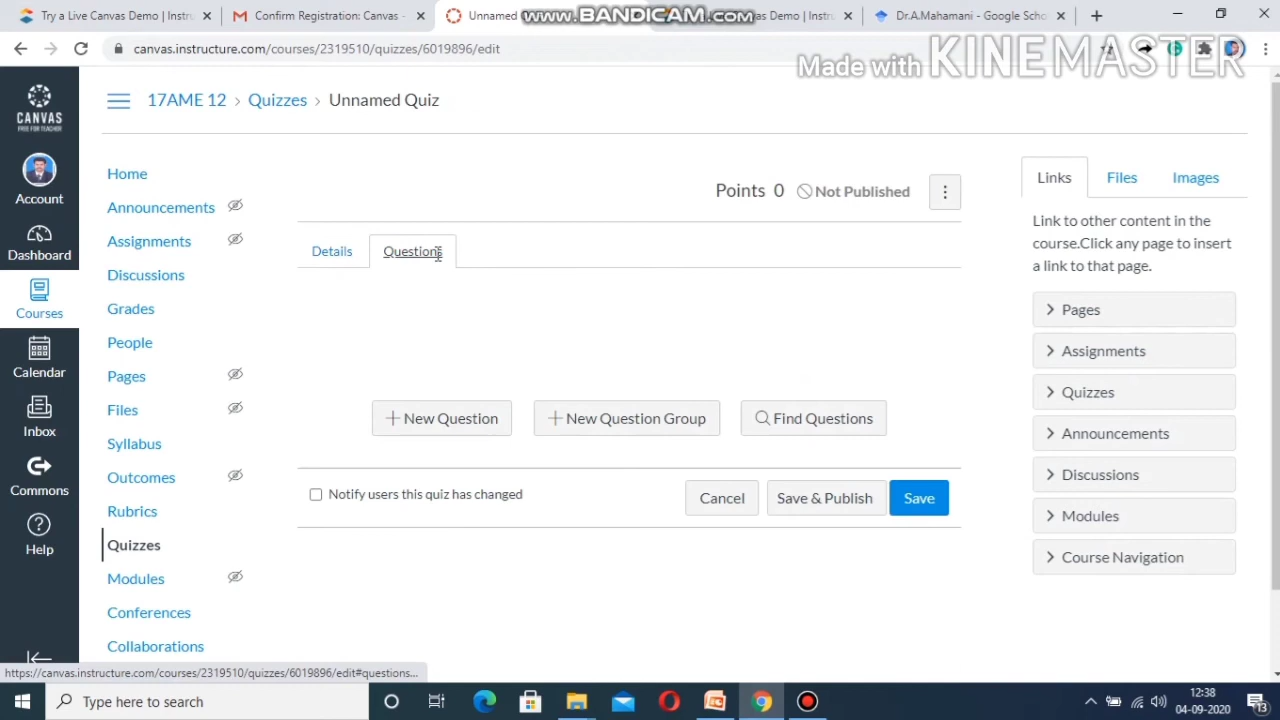 Try a Live Canvas Demo | Instru
Confirm Registration: Canvas -
Unnamed
www.BANDICAM.com
as Demo | Instru
Dr.A.Mahamani - Google Scho
canvas.instructure.com/courses/2319510/quizzes/6019896/edit
Made with KINEMASTER
CANVAS
FREE FOR TEACHER
Account
Dashboard
Courses
Calendar
Inbox
Commons
Help
17AME 12 > Quizzes > Unnamed Quiz
Home
Announcements
Assignments
Discussions
Grades
People
Pages
Files
Syllabus
Outcomes
Rubrics
Quizzes
Modules
Conferences
Collaborations
Points 0 Not Published
Details
Questions
New Question
New Question Group
Find Questions
Notify users this quiz has changed
Cancel
Save & Publish
Save
Links
Files
Images
Link to other content in the
course.Click any page to insert
a link to that page.
Pages
Assignments
Quizzes
Announcements
Discussions
Modules
Course Navigation
https://canvas.instructure.com/courses/2319510/quizzes/6019896/edit#questions...
Type here to search
12:38
04-09-2020
13